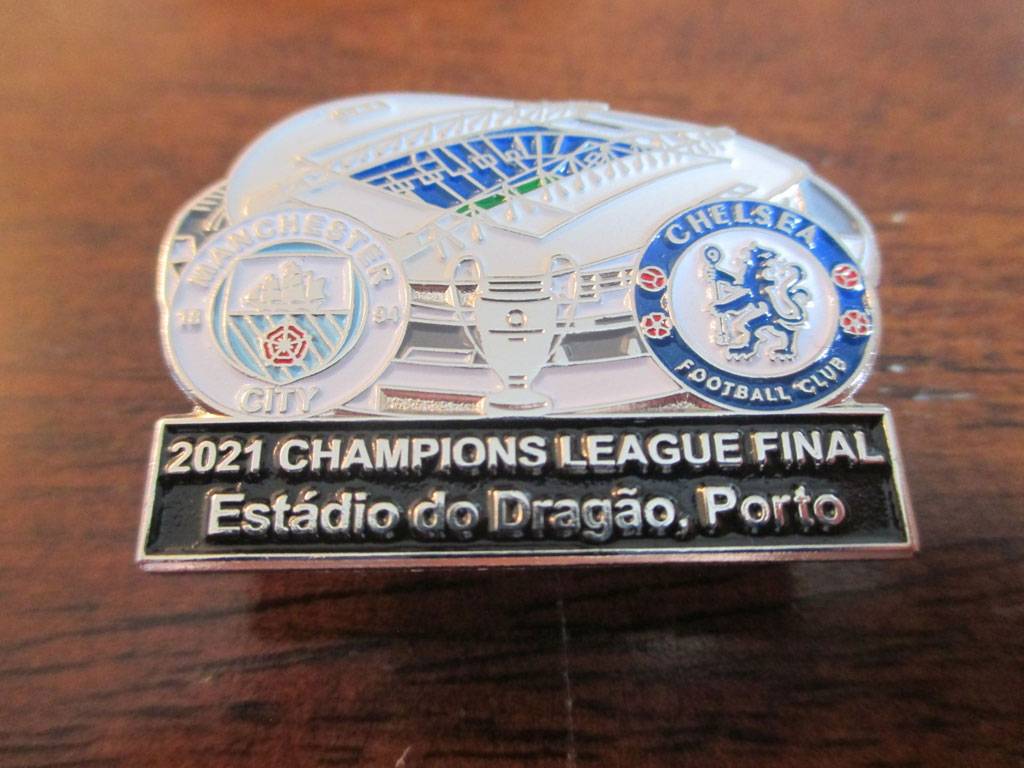 MANCHESTER
18 94
CITY
CHELSEA
FOOTBALL CLUB
2021 CHAMPIONS LEAGUE FINAL
Estádio do Dragão, Porto